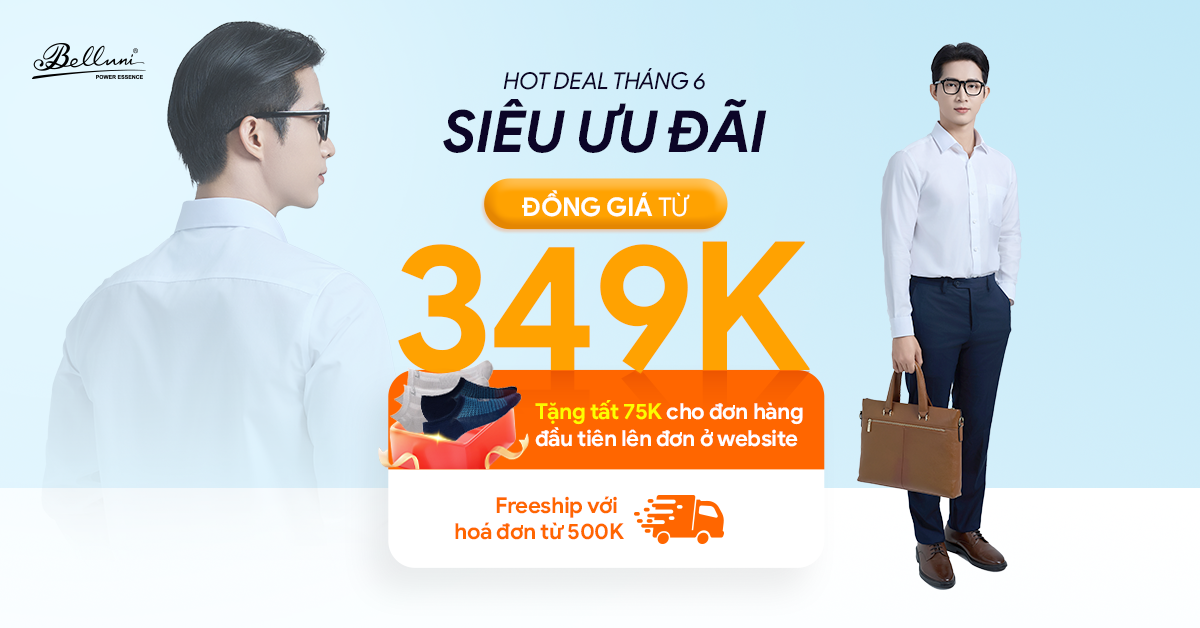 Belluni®
POWER ESSENCE
HOT DEAL THÁNG 6
SIÊU ƯU ĐÃI
ĐỒNG GIÁ TỪ
349K
Tặng tất 75K cho đơn hàng
đầu tiên lên đơn ở website
Freeship với
hoá đơn từ 500K